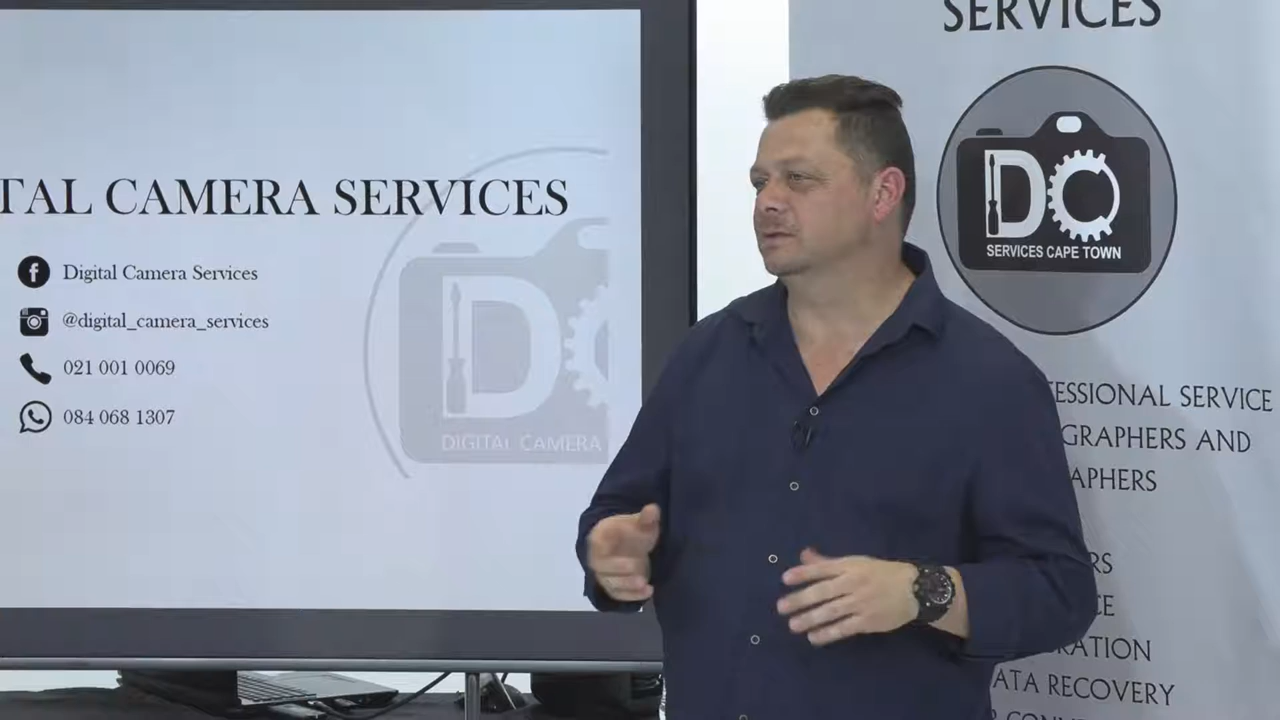 TAL CAMERA SERVICES
Digital Camera Services
@digital_camera_services
021 001 0069
084 068 1307
D
DIGITAL CAMERA
SERVICES
DC
SERVICES CAPE TOWN
ESSIONAL SERVICE
GRAPHERS AND
APHERS
RS
CE
RATION
ATA RECOVERY